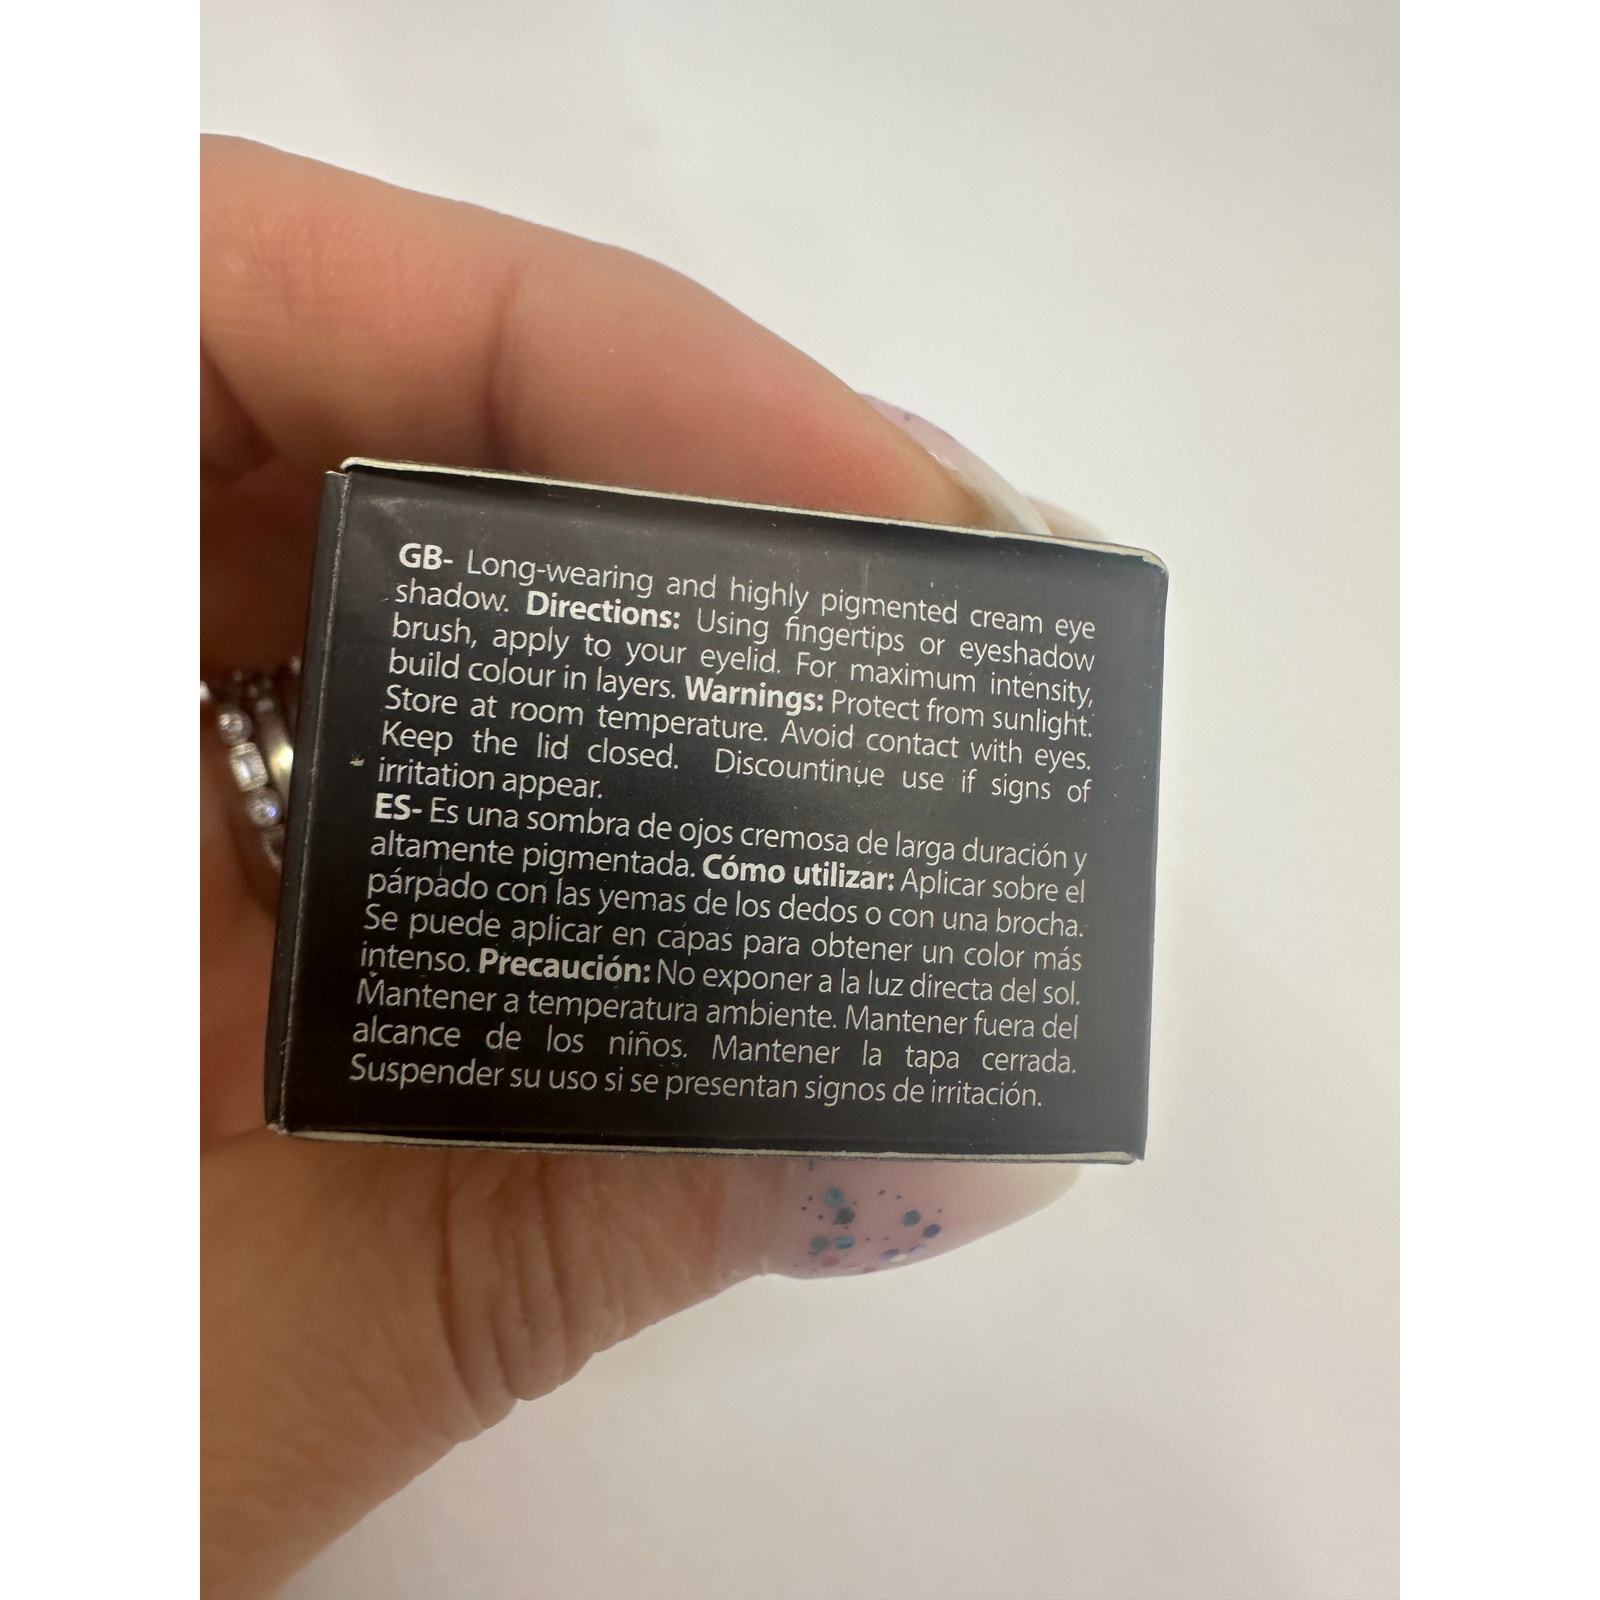 GB- Long-wearing and highly pigmented cream eye
shadow. Directions: Using fingertips or eyeshadow
brush, apply to your eyelid. For maximum intensity,
build colour in layers. Warnings: Protect from sunlight.
Store at room temperature. Avoid contact with eyes.
Keep the lid closed. Discountinue use if signs of
irritation appear.
ES- Es una sombra de ojos cremosa de larga duración y
altamente pigmentada. Cómo utilizar: Aplicar sobre el
párpado con las yemas de los dedos o con una brocha.
Se puede aplicar en capas para obtener un color más
intenso. Precaución: No exponer a la luz directa del sol.
Mantener a temperatura ambiente. Mantener fuera del
alcance de los niños. Mantener la tapa cerrada.
Suspender su uso si se presentan signos de irritación.